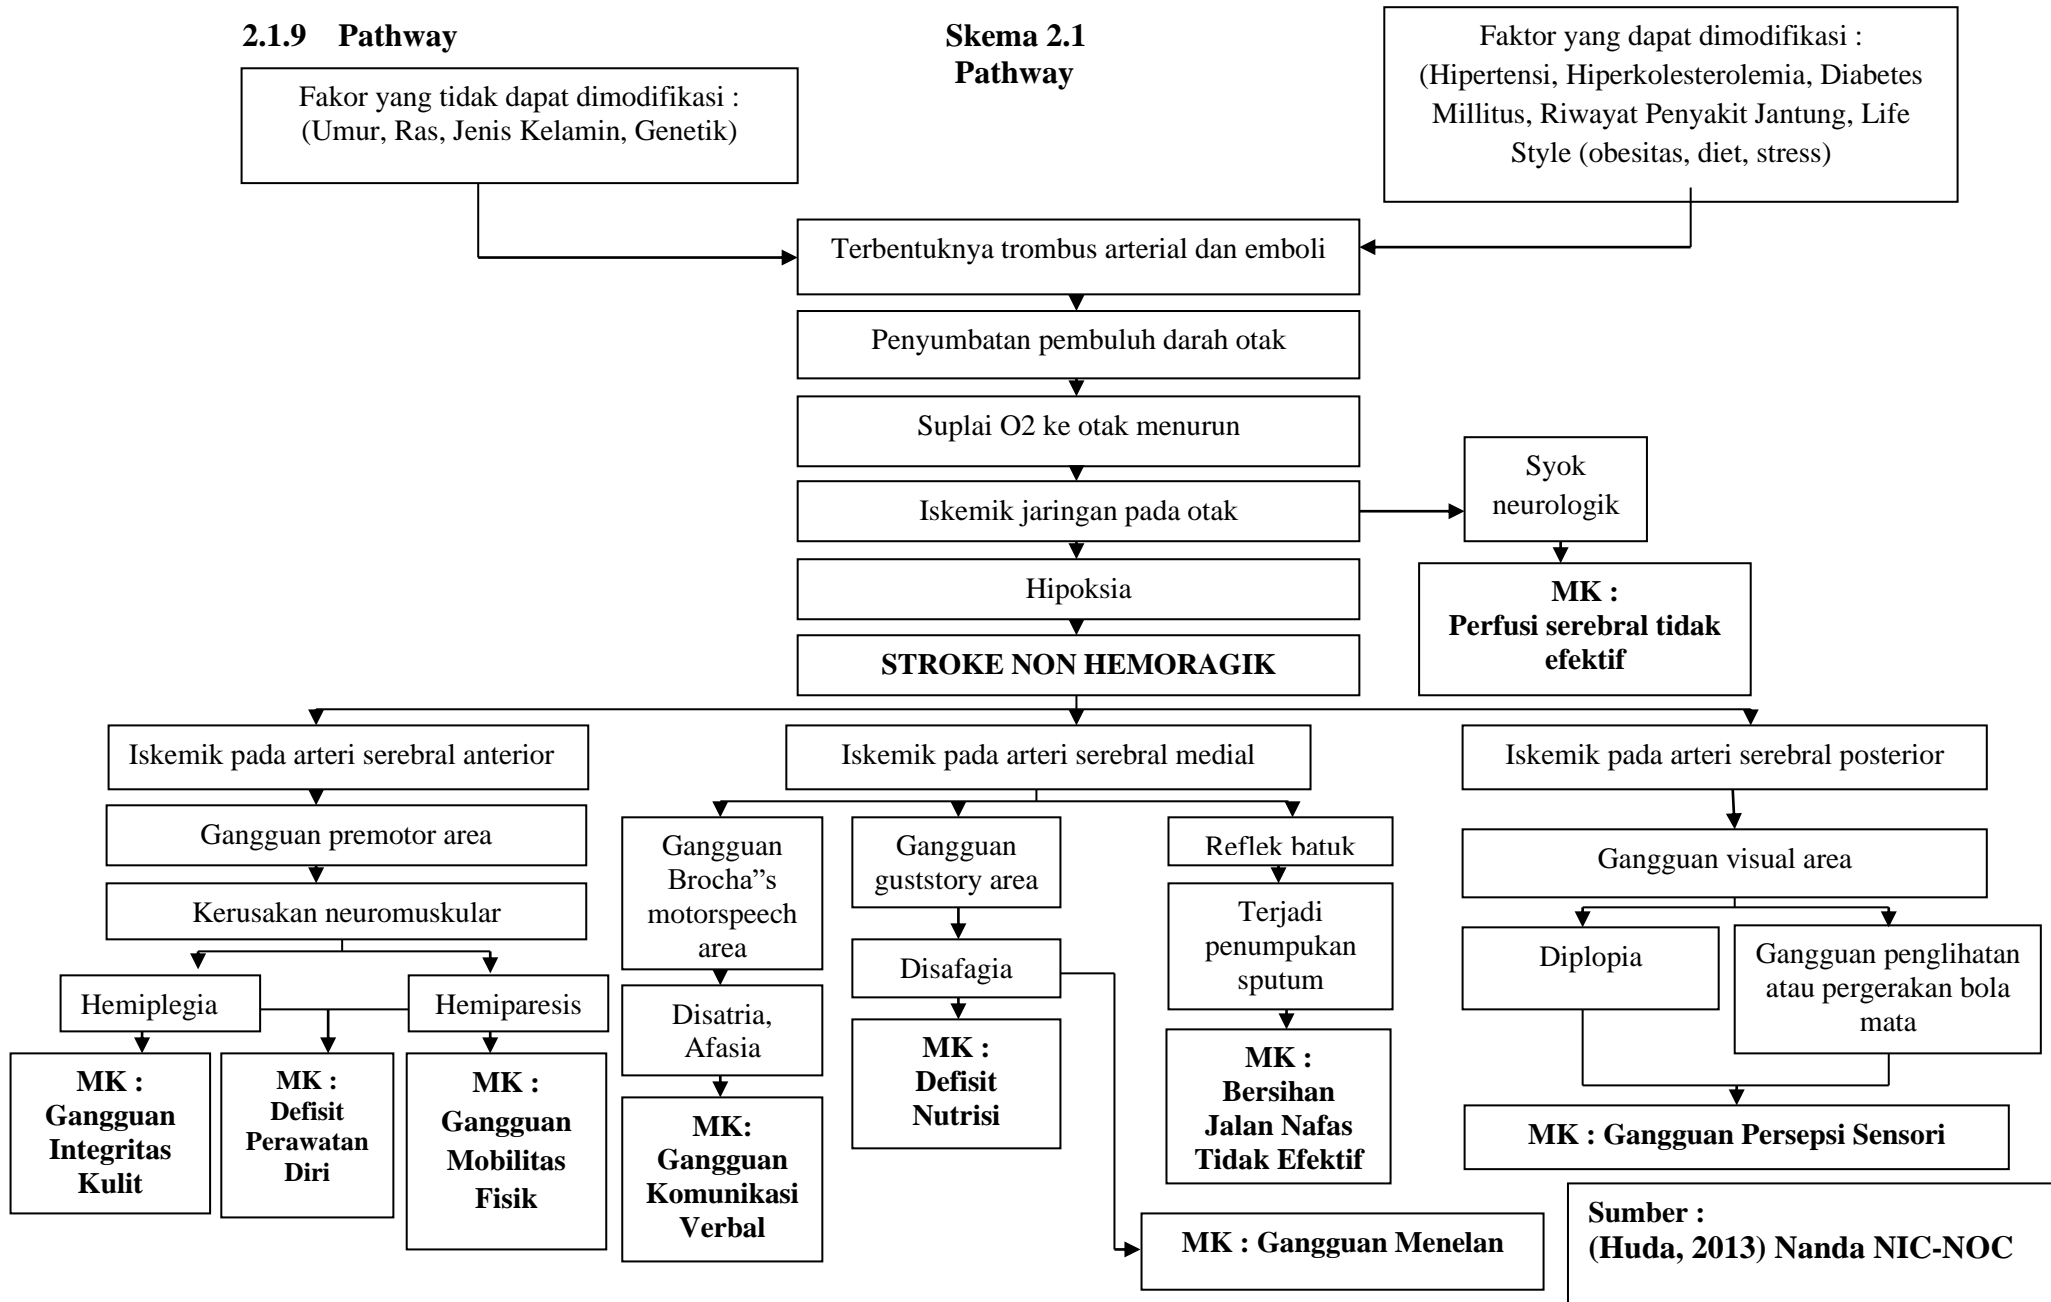 2.1.9 Pathway
Skema 2.1
Pathway
Fakor yang tidak dapat dimodifikasi :
(Umur, Ras, Jenis Kelamin, Genetik)
Faktor yang dapat dimodifikasi :
(Hipertensi, Hiperkolesterolemia, Diabetes
Millitus, Riwayat Penyakit Jantung, Life
Style (obesitas, diet, stress)
Terbentuknya trombus arterial dan emboli
Penyumbatan pembuluh darah otak
Suplai O2 ke otak menurun
Iskemik jaringan pada otak
Syok
neurologik
Hipoksia
MK :
Perfusi serebral tidak
efektif
STROKE NON HEMORAGIK
Iskemik pada arteri serebral anterior
Iskemik pada arteri serebral medial
Iskemik pada arteri serebral posterior
Gangguan premotor area
Kerusakan neuromuskular
Hemiplegia
Hemiparesis
MK :
Gangguan
Integritas
Kulit
MK :
Defisit
Perawatan
Diri
MK :
Gangguan
Mobilitas
Fisik
Gangguan
Brocha”s
motorspeech
area
Disatria,
Afasia
MK:
Gangguan
Komunikasi
Verbal
Gangguan
guststory area
Disafagia
MK :
Defisit
Nutrisi
Reflek batuk
Terjadi
penumpukan
sputum
MK :
Bersihan
Jalan Nafas
Tidak Efektif
MK : Gangguan Menelan
Gangguan visual area
Diplopia
Gangguan penglihatan
atau pergerakan bola
mata
MK : Gangguan Persepsi Sensori
Sumber :
(Huda, 2013) Nanda NIC-NOC